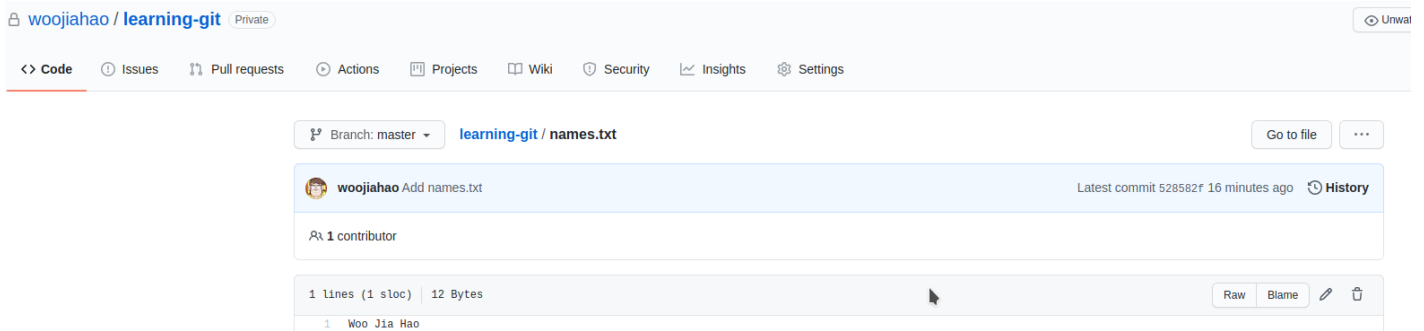 woojiahao / learning-git Private
Code Issues Pull requests Actions Projects Wiki Security Insights Settings
Branch: master learning-git / names.txt Go to file ...
woojiahao Add names.txt Latest commit 528582f 16 minutes ago History
1 contributor
1 lines (1 sloc) 12 Bytes Raw Blame
1 Woo Jia Hao